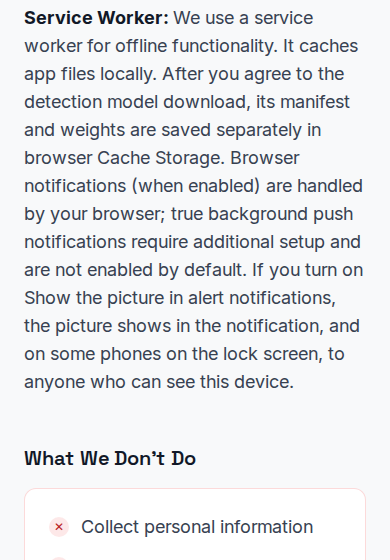 Service Worker: We use a service
worker for offline functionality. It caches
app files locally. After you agree to the
detection model download, its manifest
and weights are saved separately in
browser Cache Storage. Browser
notifications (when enabled) are handled
by your browser; true background push
notifications require additional setup and
are not enabled by default. If you turn on
Show the picture in alert notifications,
the picture shows in the notification, and
on some phones on the lock screen, to
anyone who can see this device.
What We Don’t Do
Collect personal information